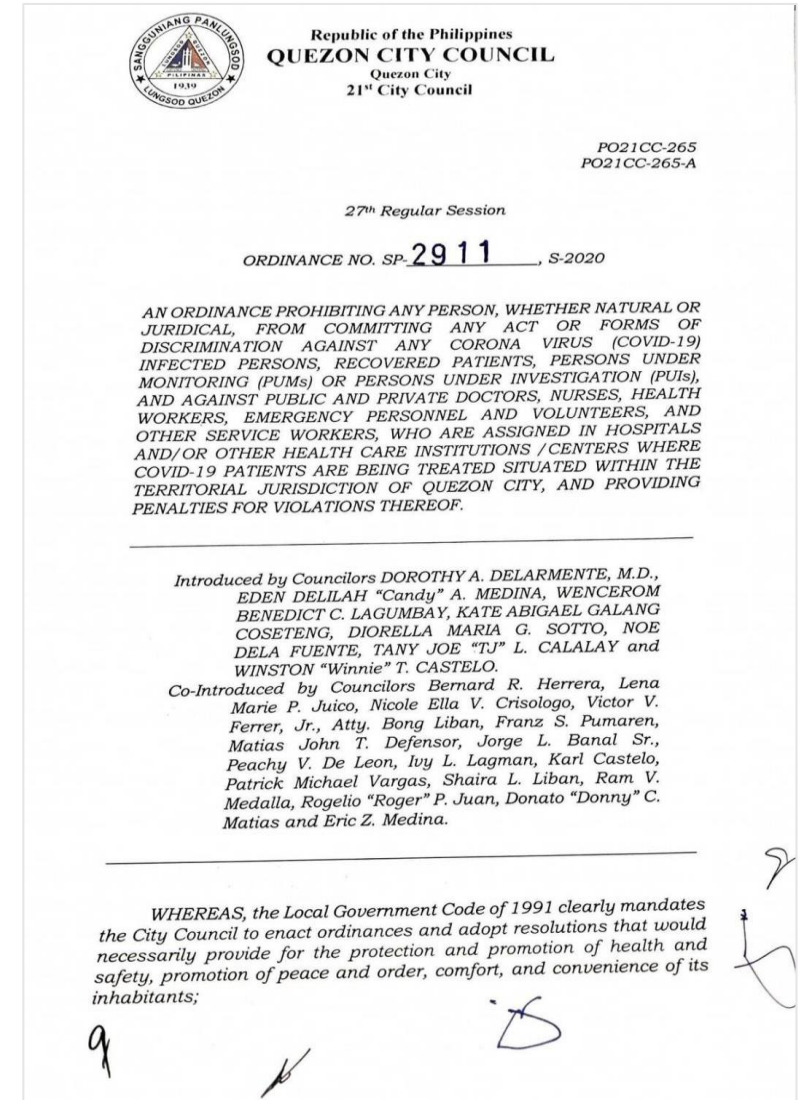 SANGGUNIANG PANLUNGSOD
LUNGSOD QUEZON
PILIPINAS
1939
LUNGSOD QUEZON
Republic of the Philippines
QUEZON CITY COUNCIL
Quezon City
21st City Council
PO21CC-265
PO21CC-265-A
27th Regular Session
ORDINANCE NO. SP-2911, S-2020
AN ORDINANCE PROHIBITING ANY PERSON, WHETHER NATURAL OR
JURIDICAL, FROM COMMITTING ANY ACT OR FORMS OF
DISCRIMINATION AGAINST ANY CORONA VIRUS (COVID-19)
INFECTED PERSONS, RECOVERED PATIENTS, PERSONS UNDER
MONITORING (PUMs) OR PERSONS UNDER INVESTIGATION (PUIs),
AND AGAINST PUBLIC AND PRIVATE DOCTORS, NURSES, HEALTH
WORKERS, EMERGENCY PERSONNEL AND VOLUNTEERS, AND
OTHER SERVICE WORKERS, WHO ARE ASSIGNED IN HOSPITALS
AND/OR OTHER HEALTH CARE INSTITUTIONS /CENTERS WHERE
COVID-19 PATIENTS ARE BEING TREATED SITUATED WITHIN THE
TERRITORIAL JURISDICTION OF QUEZON CITY, AND PROVIDING
PENALTIES FOR VIOLATIONS THEREOF.
Introduced by Councilors DOROTHY A. DELARMENTE, M.D.,
EDEN DELILAH “Candy” A. MEDINA, WENCEROM
BENEDICT C. LAGUMBAY, KATE ABIGAEL GALANG
COSETENG, DIORELLA MARIA G. SOTTO, NOE
DELA FUENTE, TANY JOE “TJ” L. CALALAY and
WINSTON “Winnie” T. CASTELO.
Co-Introduced by Councilors Bernard R. Herrera, Lena
Marie P. Juico, Nicole Ella V. Crisologo, Victor V.
Ferrer, Jr., Atty. Bong Liban, Franz S. Pumaren,
Matias John T. Defensor, Jorge L. Banal Sr.,
Peachy V. De Leon, Ivy L. Lagman, Karl Castelo,
Patrick Michael Vargas, Shaira L. Liban, Ram V.
Medalla, Rogelio “Roger” P. Juan, Donato “Donny” C.
Matias and Eric Z. Medina.
WHEREAS, the Local Government Code of 1991 clearly mandates
the City Council to enact ordinances and adopt resolutions that would
necessarily provide for the protection and promotion of health and
safety, promotion of peace and order, comfort, and convenience of its
inhabitants;